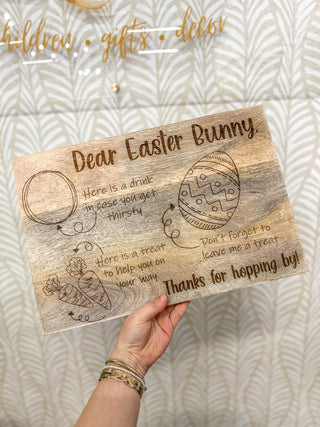 children • gifts • decor
Dear Easter Bunny,
Here is a drink
in case you get
thirsty
Don't forget to
leave me a treat
Here is a treat
to help you on
your way
Thanks for hopping by!